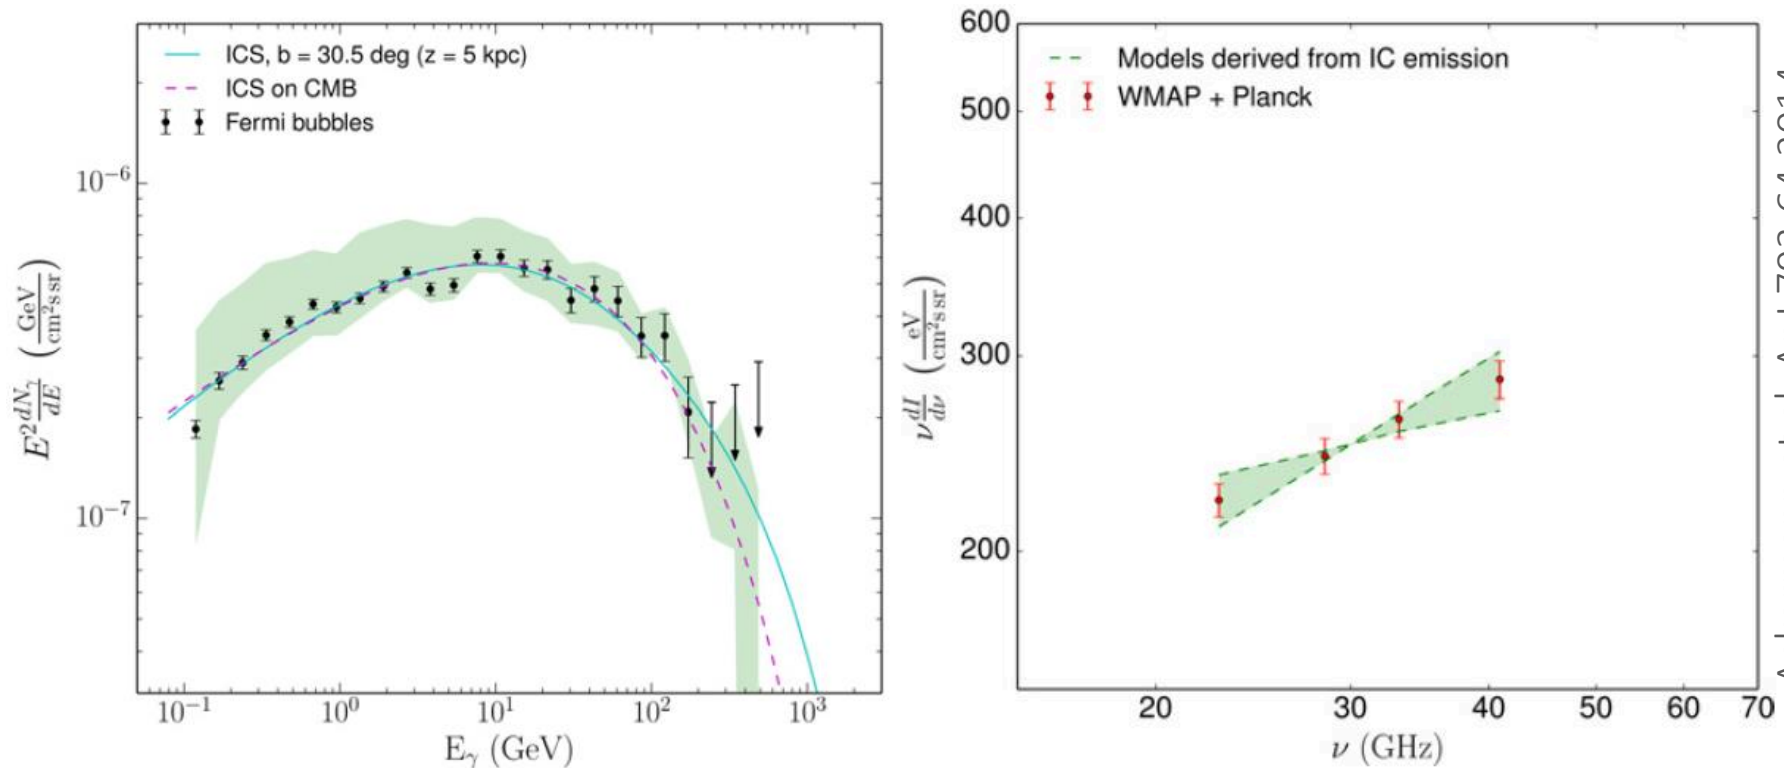 ICS, b = 30.5 deg (z = 5 kpc)
ICS on CMB
Fermi bubbles
10⁻⁶
10⁻⁷
E² dN_γ/dE (GeV/cm² s sr)
10⁻¹ 10⁰ 10¹ 10² 10³
E_γ (GeV)
Models derived from IC emission
WMAP + Planck
600
500
400
300
200
ν dI/dν (eV/cm² s sr)
20 30 40 50 60 70
ν (GHz)